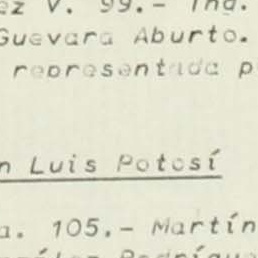 ez V. 99.- Ing.
Guevara Aburto.
representada p
n Luis Potosí
a. 105.- Martín